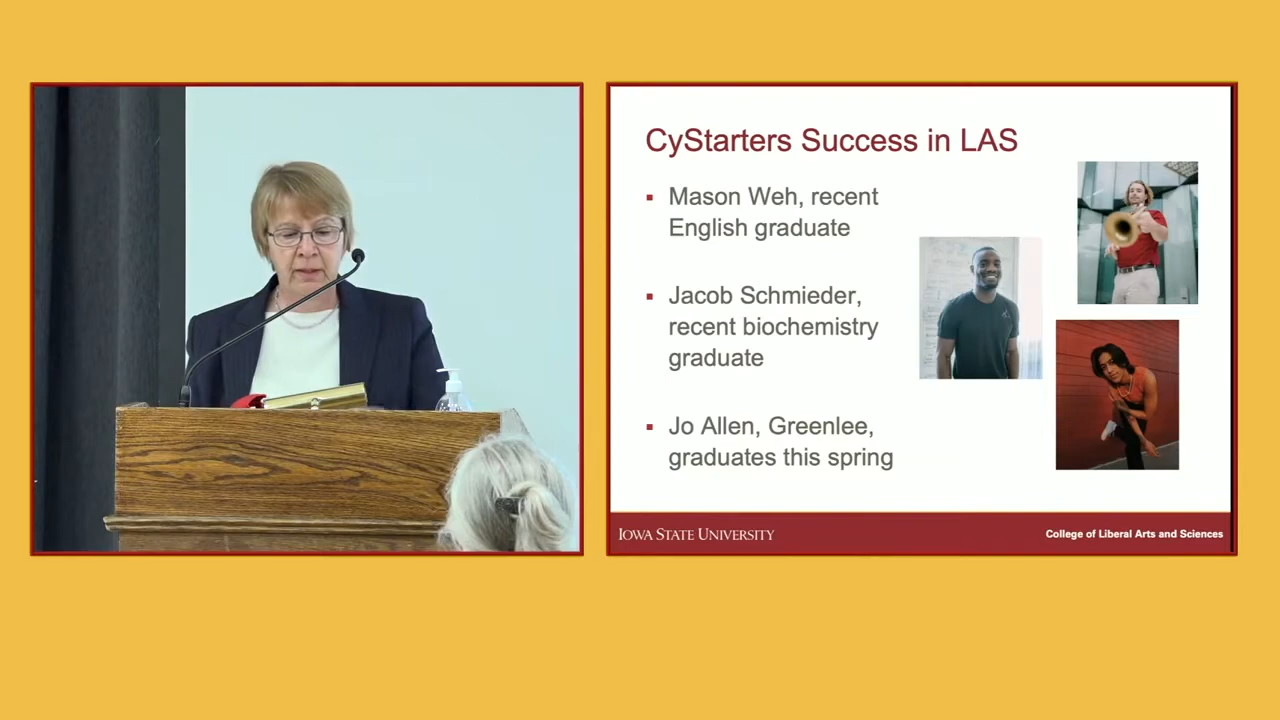 CyStarters Success in LAS
▪ Mason Weh, recent
English graduate
▪ Jacob Schmieder,
recent biochemistry
graduate
▪ Jo Allen, Greenlee,
graduates this spring
IOWA STATE UNIVERSITY
College of Liberal Arts and Sciences